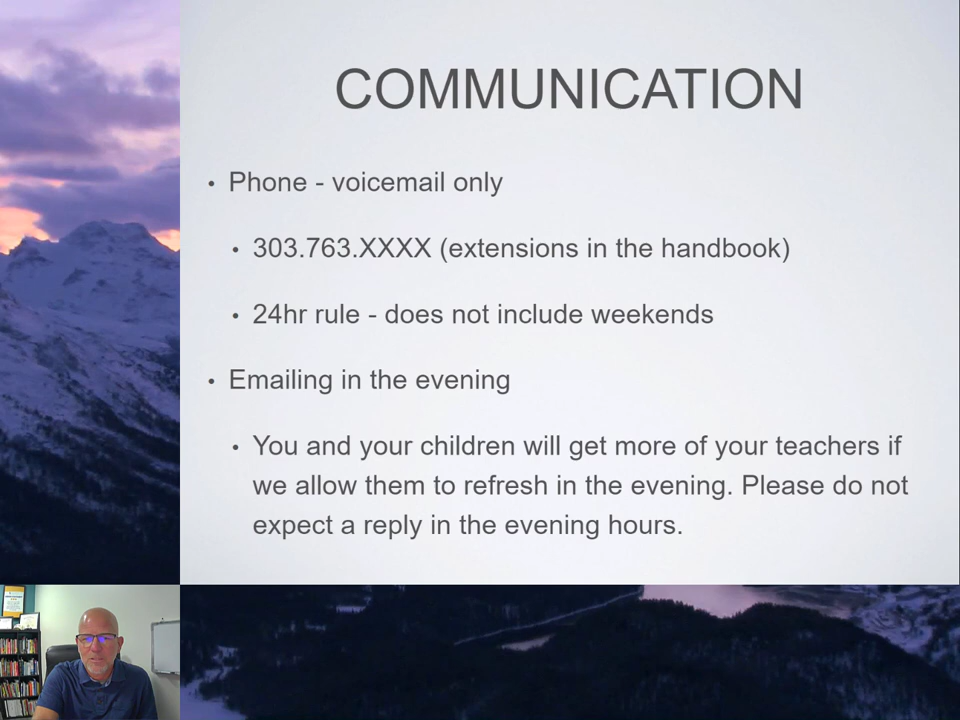 COMMUNICATION
• Phone - voicemail only
• 303.763.XXXX (extensions in the handbook)
• 24hr rule - does not include weekends
• Emailing in the evening
• You and your children will get more of your teachers if
we allow them to refresh in the evening. Please do not
expect a reply in the evening hours.